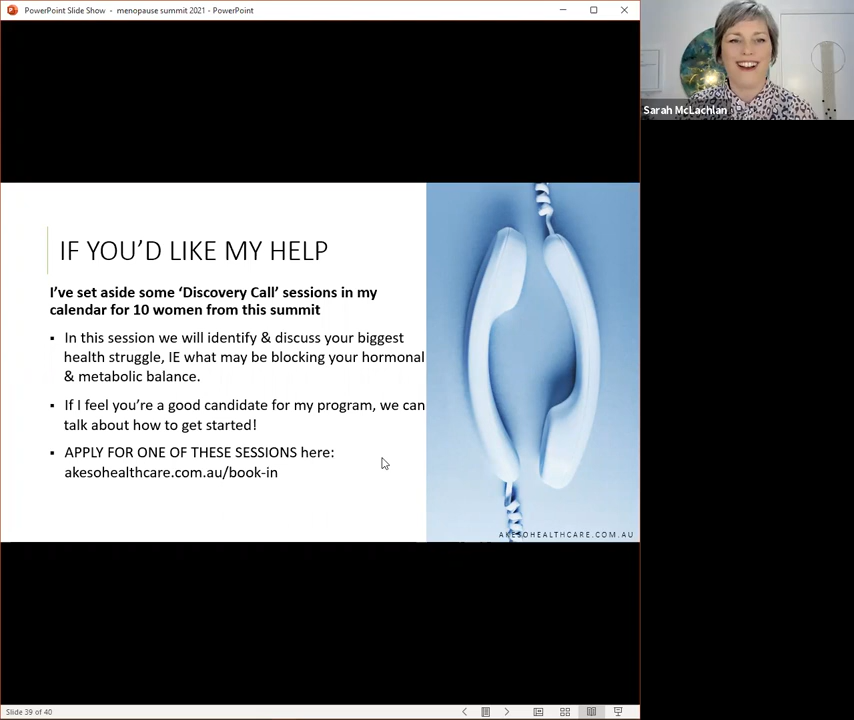 PowerPoint Slide Show - menopause summit 2021 - PowerPoint
Sarah McLachlan
IF YOU’D LIKE MY HELP
I’ve set aside some ‘Discovery Call’ sessions in my
calendar for 10 women from this summit
▪ In this session we will identify & discuss your biggest
health struggle, IE what may be blocking your hormonal
& metabolic balance.
▪ If I feel you’re a good candidate for my program, we can
talk about how to get started!
▪ APPLY FOR ONE OF THESE SESSIONS here:
akesohealthcare.com.au/book-in
AKESOHEALTHCARE.COM.AU
Slide 39 of 40